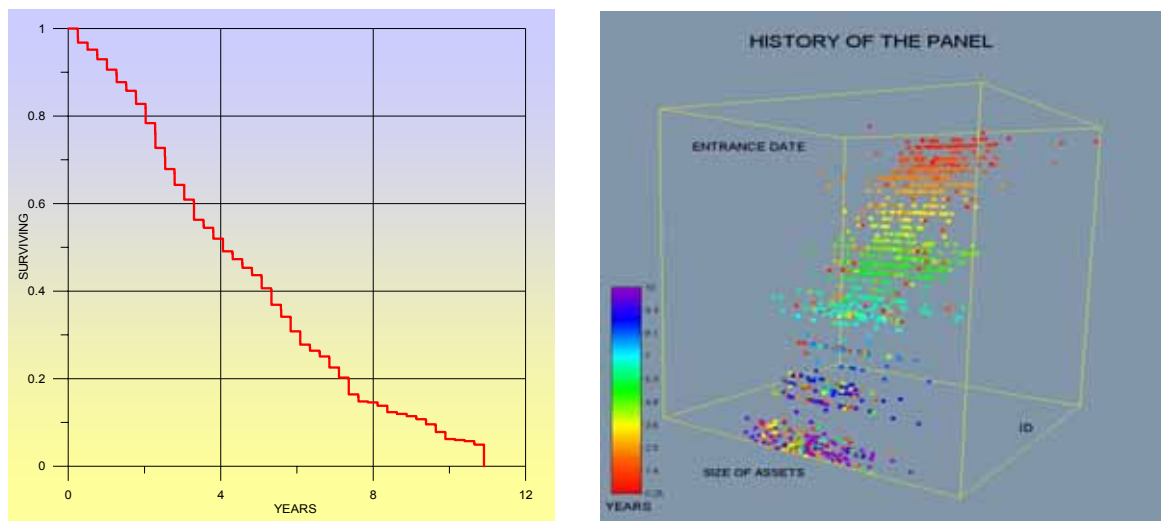 1
0.8
0.6
0.4
0.2
0
SURVIVING
0 4 8 12
YEARS
HISTORY OF THE PANEL
ENTRANCE DATE
ID
SIZE OF ASSETS
YEARS